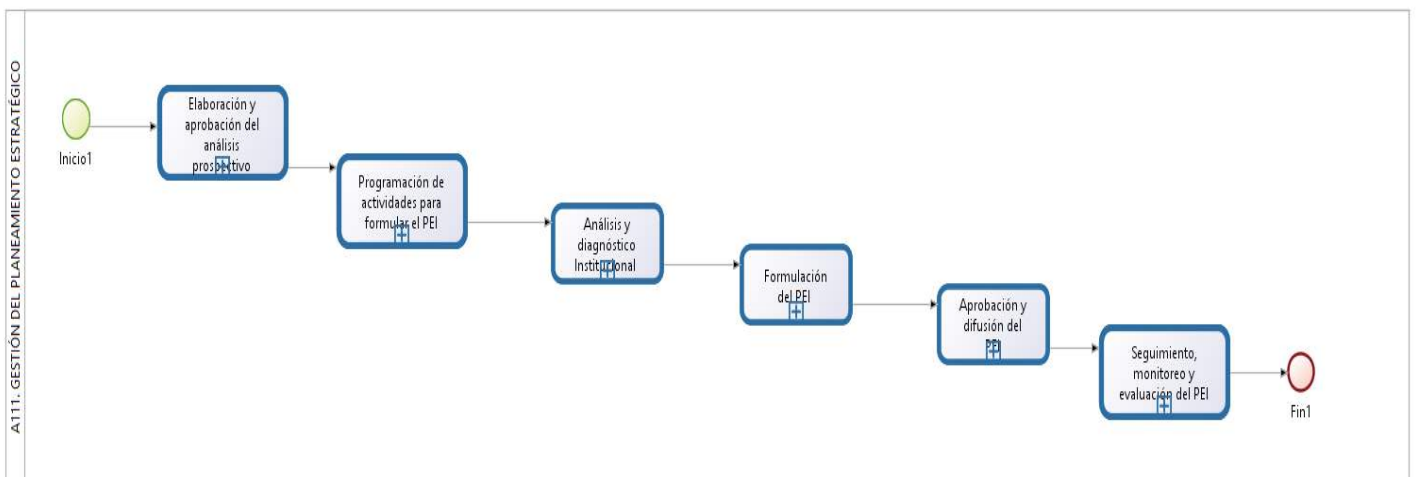 A111. GESTIÓN DEL PLANEAMIENTO ESTRATÉGICO
Inicio1
Elaboración y
aprobación del
análisis
prospectivo
Programación de
actividades para
formular el PEI
Análisis y
diagnóstico
Institucional
Formulación
del PEI
Aprobación y
difusión del
PEI
Seguimiento,
monitoreo y
evaluación del PEI
Fin1